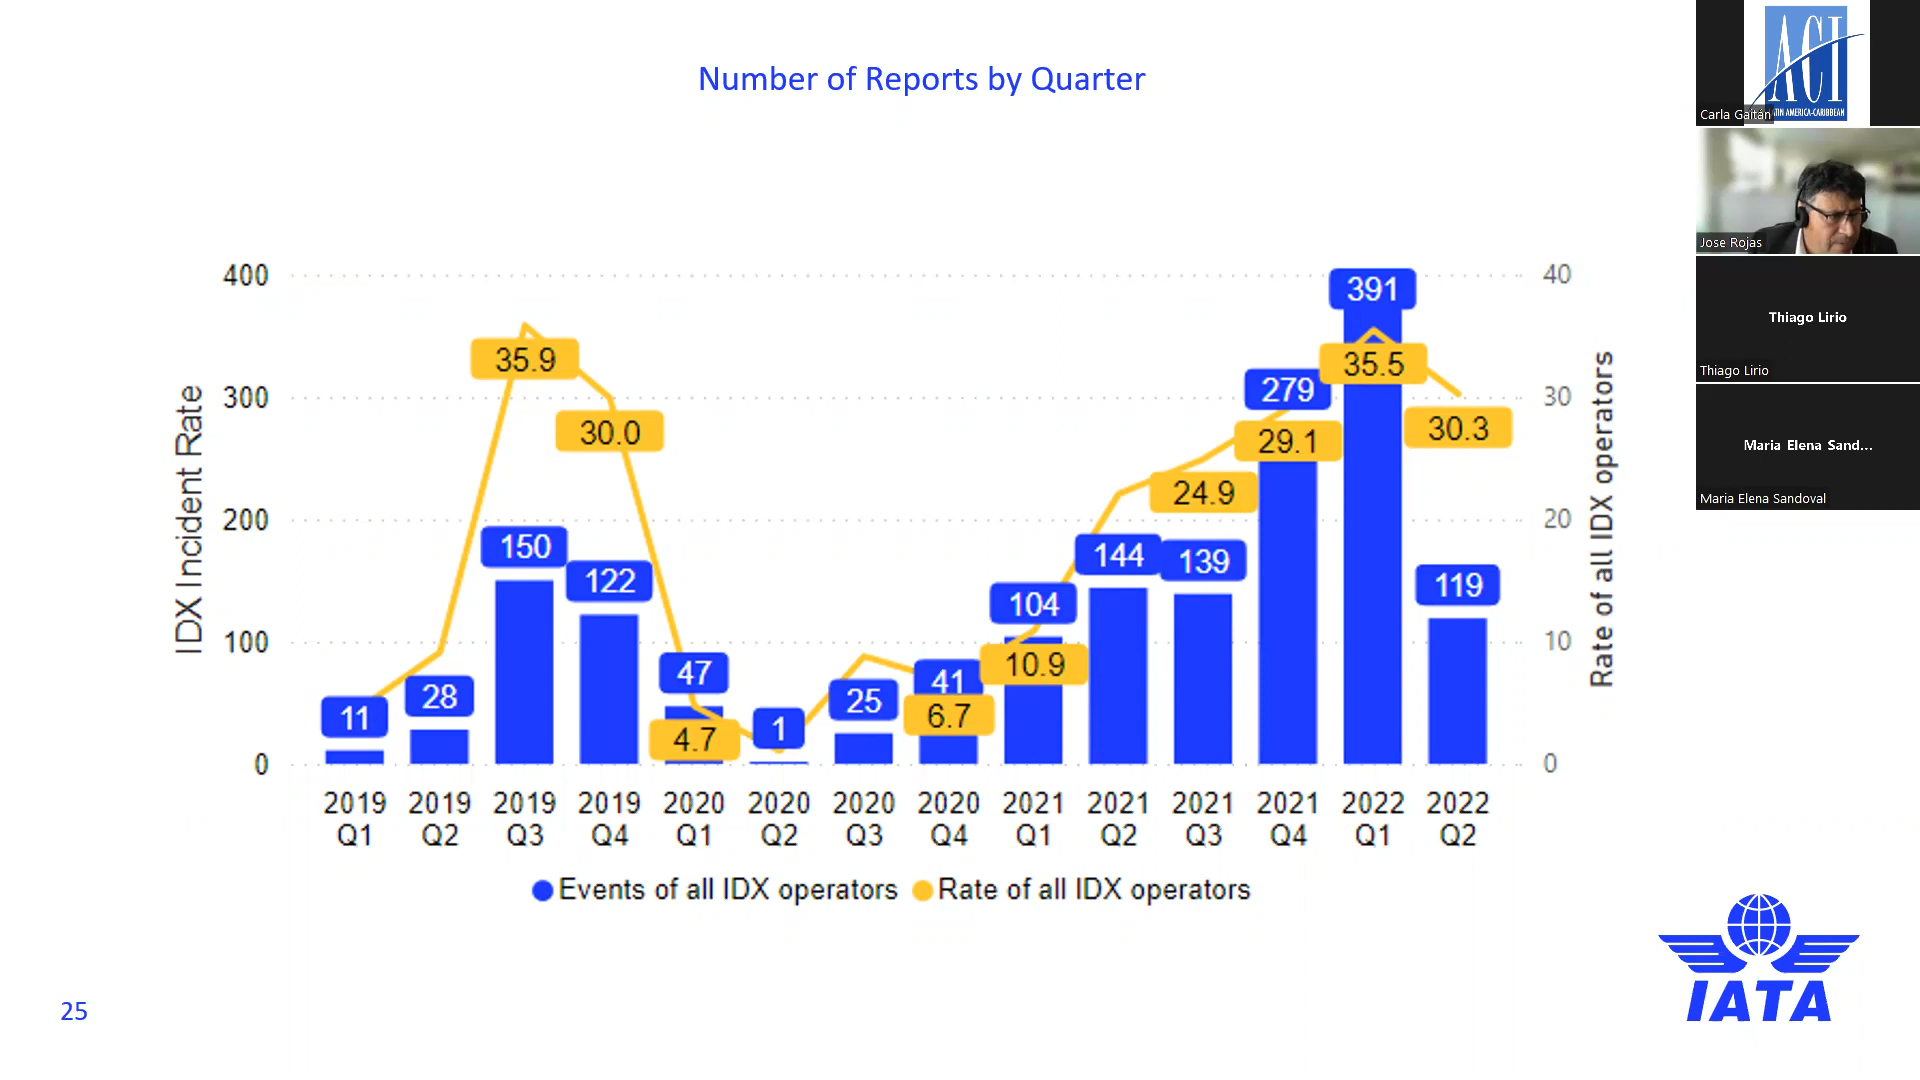 Number of Reports by Quarter
400
300
200
100
0
IDX Incident Rate
40
30
20
10
0
Rate of all IDX operators
11
28
150
122
47
1
25
41
104
144
139
279
391
119
35.9
30.0
4.7
6.7
10.9
24.9
29.1
35.5
30.3
2019 Q1
2019 Q2
2019 Q3
2019 Q4
2020 Q1
2020 Q2
2020 Q3
2020 Q4
2021 Q1
2021 Q2
2021 Q3
2021 Q4
2022 Q1
2022 Q2
Events of all IDX operators
Rate of all IDX operators
25
IATA
ACI
LATIN AMERICA-CARIBBEAN
Carla Gaitán
Jose Rojas
Thiago Lirio
Thiago Lirio
Maria Elena Sand...
Maria Elena Sandoval